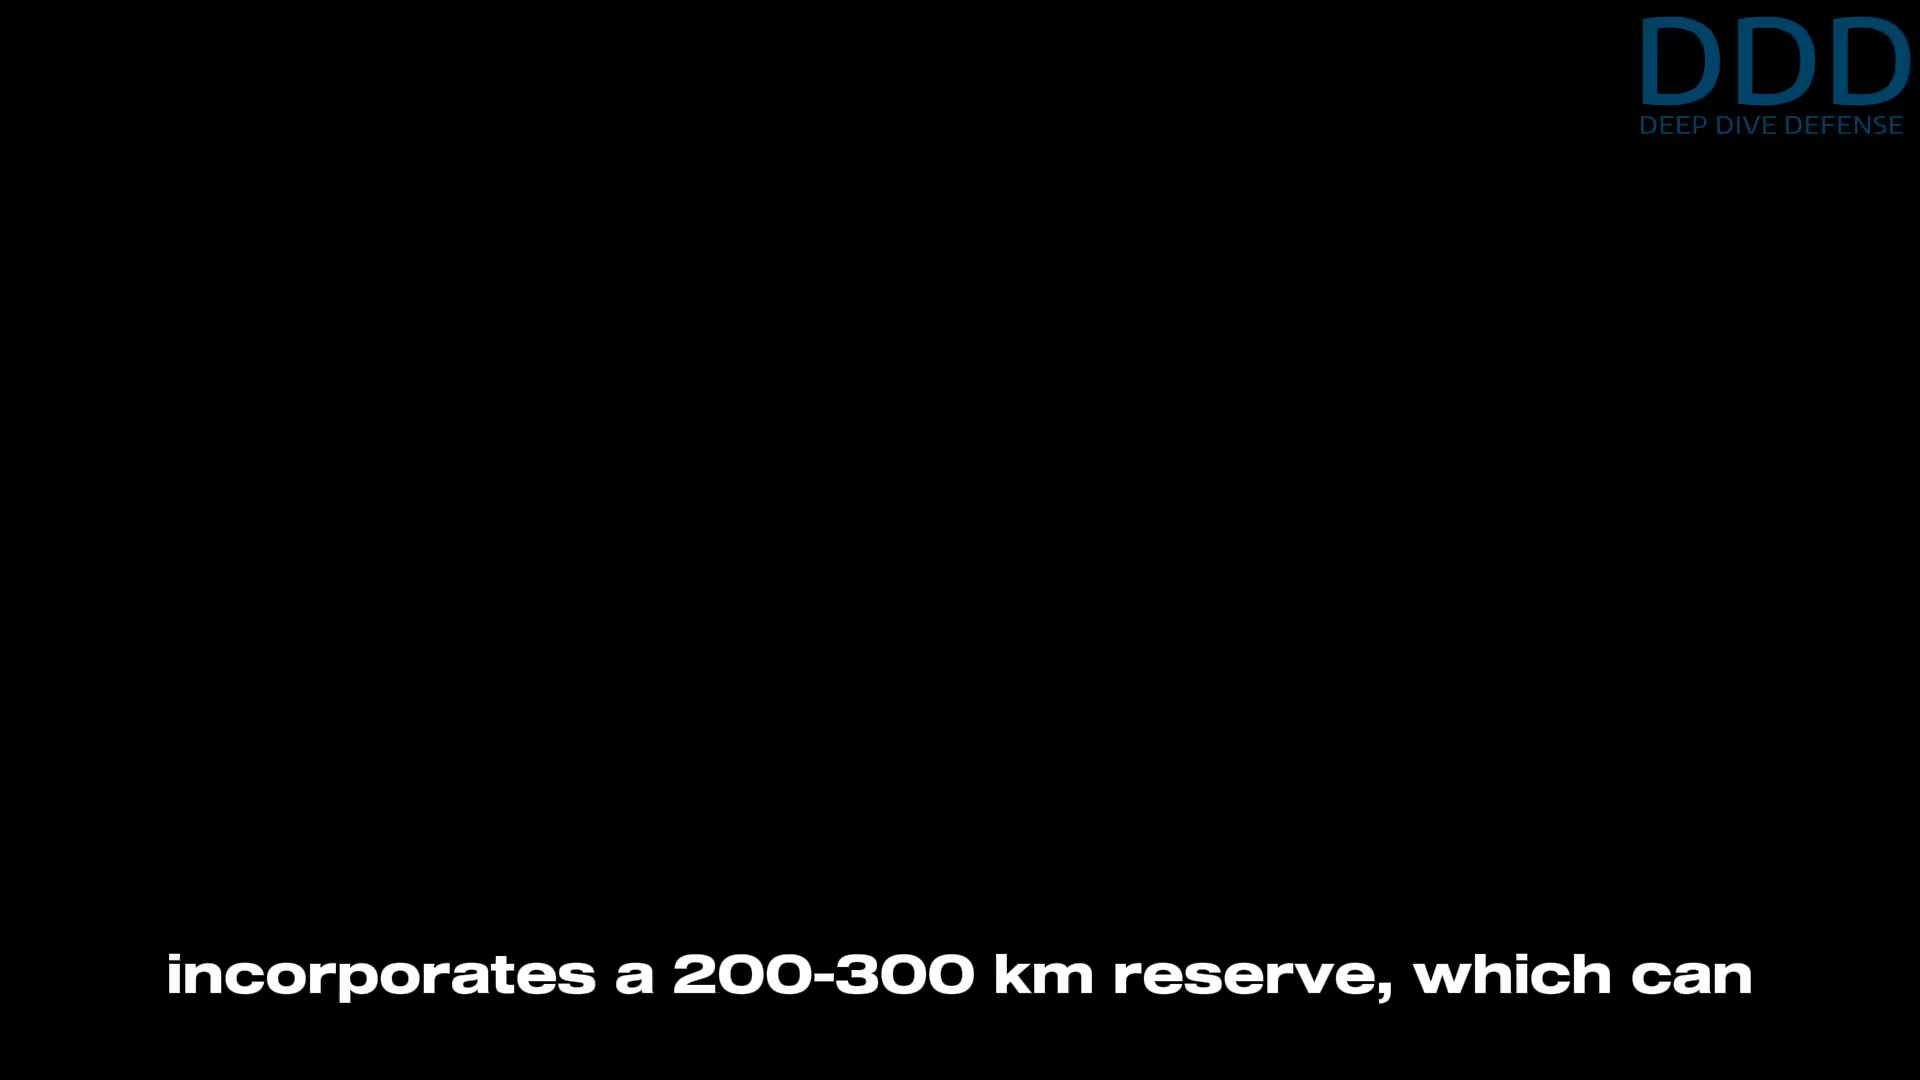 DDD
DEEP DIVE DEFENSE
incorporates a 200-300 km reserve, which can